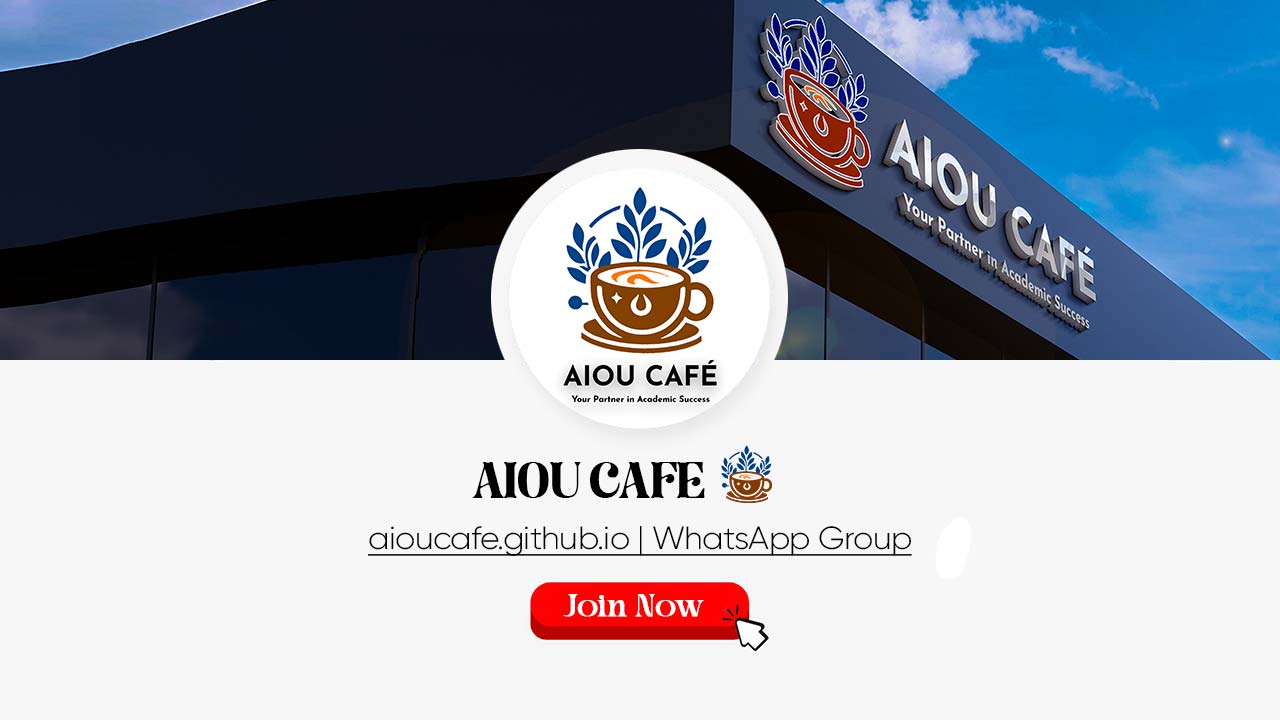 AIOU CAFÉ
Your Partner in Academic Success
AIOU CAFÉ
Your Partner in Academic Success
AIOU CAFE
aioucafe.github.io | WhatsApp Group
Join Now